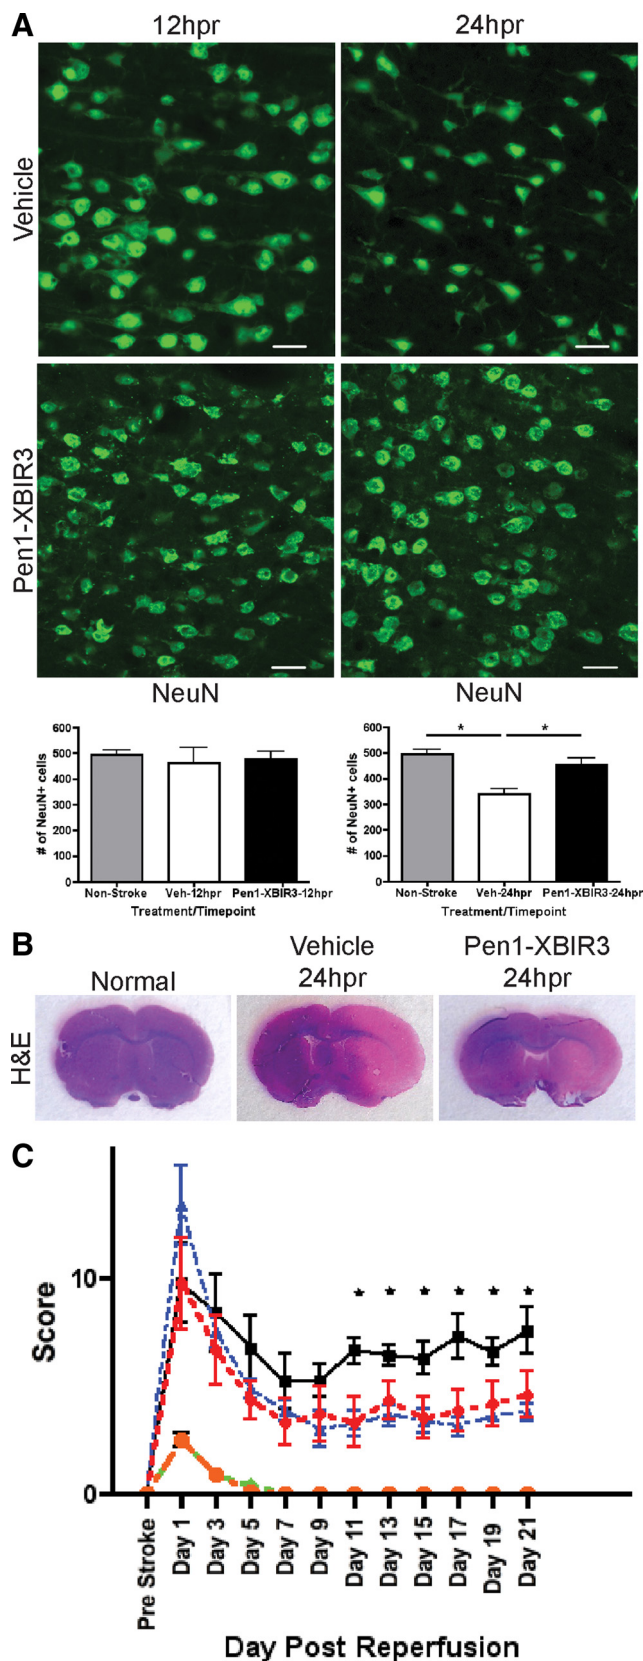 A
12hpr 24hpr
Vehicle
Pen1-XBIR3
NeuN NeuN
# of NeuN+ cells
600
500
400
300
200
100
0
Non-Stroke Veh-12hpr Pen1-XBIR3-12hpr
Treatment/Timepoint
# of NeuN+ cells
600
500
400
300
200
100
0
* *
Non-Stroke Veh-24hpr Pen1-XBIR3-24hpr
Treatment/Timepoint
B
Normal
Vehicle
24hpr
Pen1-XBIR3
24hpr
H&E
C
Score
10
0
* * * * * *
Pre Stroke
Day 1
Day 3
Day 5
Day 7
Day 9
Day 11
Day 13
Day 15
Day 17
Day 19
Day 21
Day Post Reperfusion